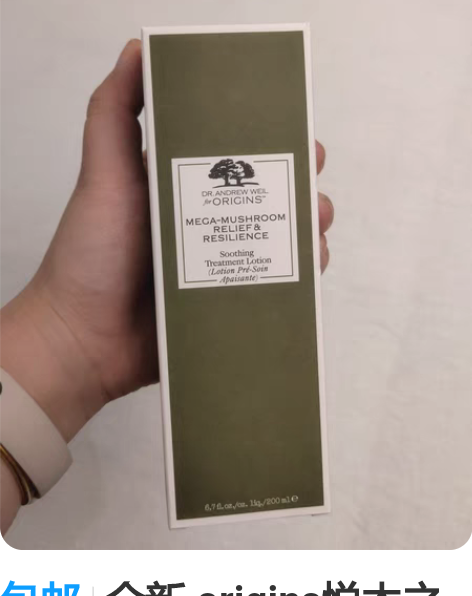 DR. ANDREW WEIL
for ORIGINS™
MEGA-MUSHROOM
RELIEF &
RESILIENCE
Soothing
Treatment Lotion
(Lotion Pré-Soin
Apaisante)
6.7 fl.oz./oz. liq./200 ml ℮
包邮 全新 origins悦木之